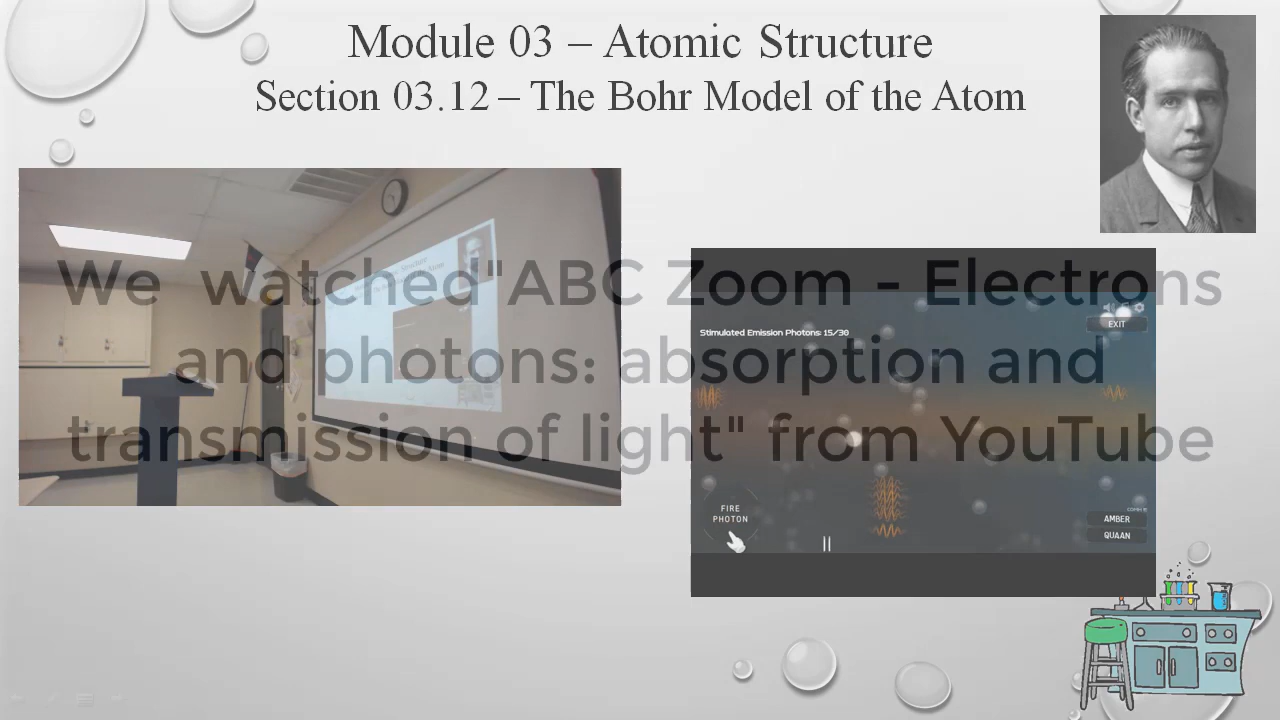 Module 03 – Atomic Structure
Section 03.12 – The Bohr Model of the Atom
We watched"ABC Zoom - Electrons
and photons: absorption and
transmission of light" from YouTube
Stimulated Emission Photons: 15/30
EXIT
FIRE
PHOTON
AMBER
QUAAN